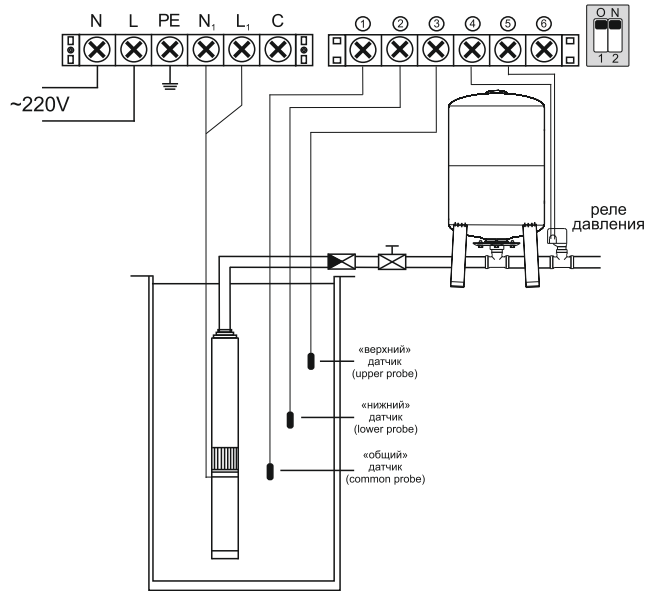 N L PE N₁ L₁ C
① ② ③ ④ ⑤ ⑥
O N
1 2
~220V
реле
давления
«верхний»
датчик
(upper probe)
«нижний»
датчик
(lower probe)
«общий»
датчик
(common probe)